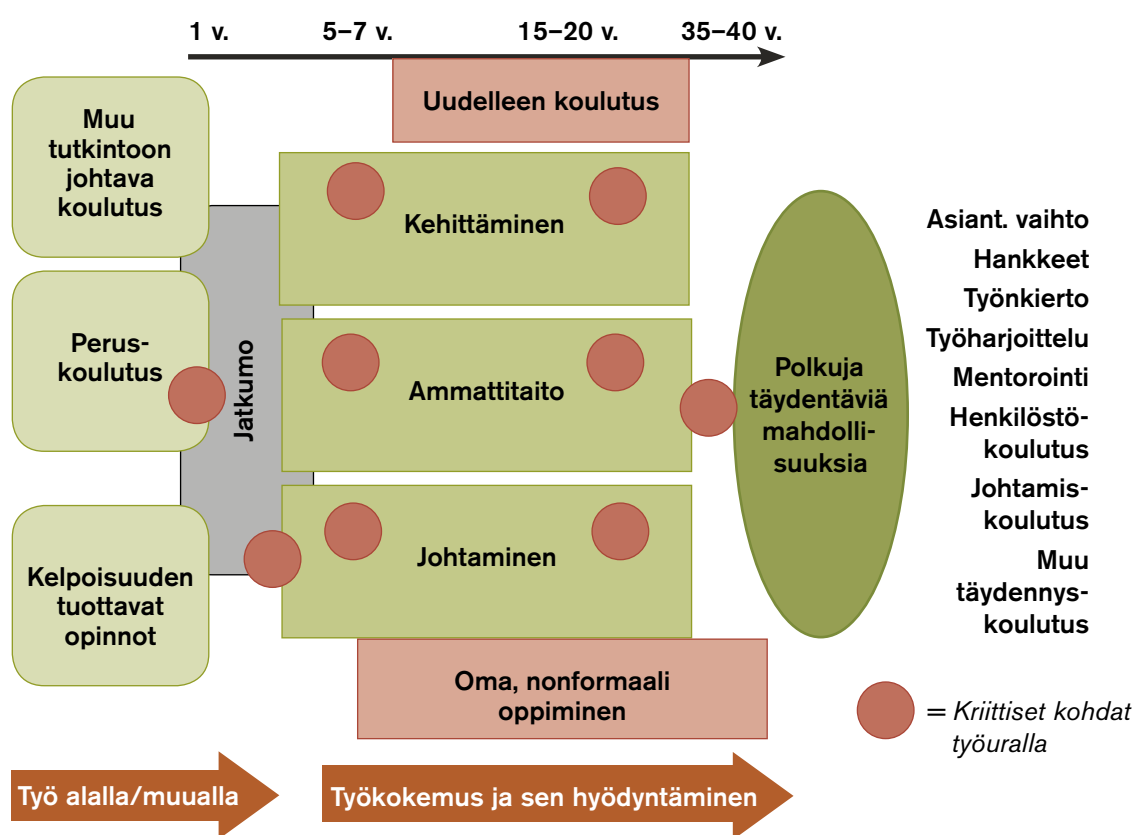 1 v.
5–7 v.
15–20 v.
35–40 v.
Uudelleen koulutus
Muu
tutkintoon
johtava
koulutus
Perus-
koulutus
Kelpoisuuden
tuottavat
opinnot
Jatkumo
Kehittäminen
Ammattitaito
Johtaminen
Oma, nonformaali
oppiminen
Polkuja
täydentäviä
mahdolli-
suuksia
Asiant. vaihto
Hankkeet
Työnkierto
Työharjoittelu
Mentorointi
Henkilöstö-
koulutus
Johtamis-
koulutus
Muu
täydennys-
koulutus
= Kriittiset kohdat
työuralla
Työ alalla/muualla
Työkokemus ja sen hyödyntäminen